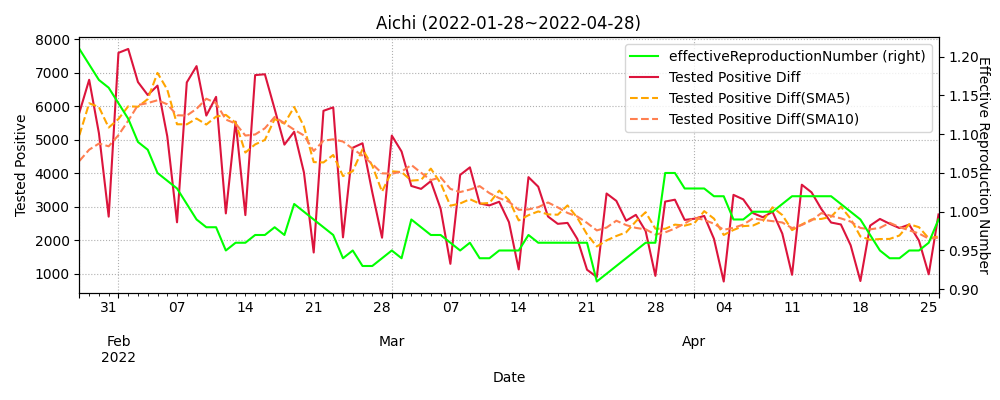 Aichi (2022-01-28~2022-04-28)
effectiveReproductionNumber (right)
Tested Positive Diff
Tested Positive Diff(SMA5)
Tested Positive Diff(SMA10)
Tested Positive
8000
7000
6000
5000
4000
3000
2000
1000
Effective Reproduction Number
1.20
1.15
1.10
1.05
1.00
0.95
0.90
31 07 14 21 28 07 14 21 28 04 11 18 25
Feb Mar Apr
2022
Date